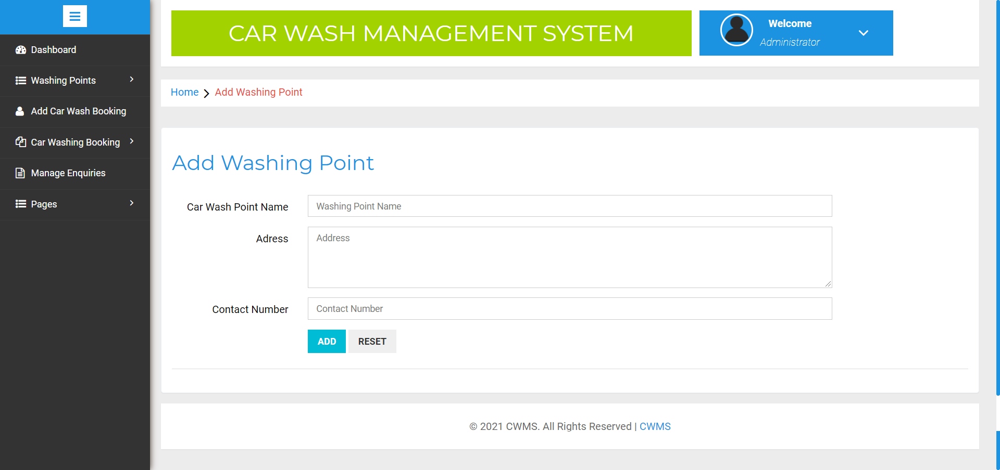 Dashboard
Washing Points
Add Car Wash Booking
Car Washing Booking
Manage Enquiries
Pages
CAR WASH MANAGEMENT SYSTEM
Welcome
Administrator
Home Add Washing Point
Add Washing Point
Car Wash Point Name
Washing Point Name
Adress
Address
Contact Number
Contact Number
ADD RESET
© 2021 CWMS. All Rights Reserved | CWMS